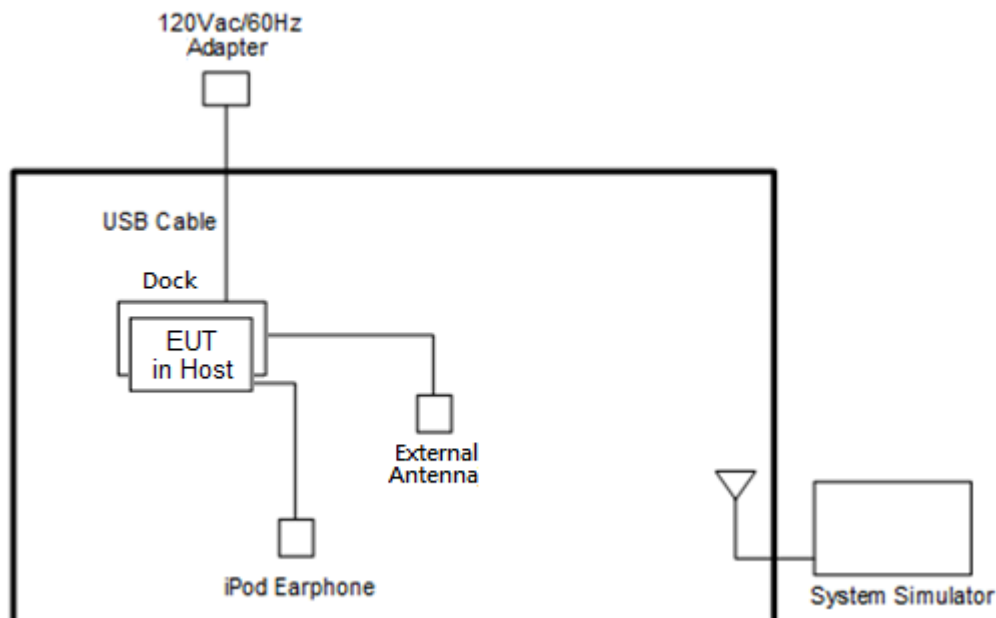 120Vac/60Hz
Adapter
USB Cable
Dock
EUT
in Host
External
Antenna
iPod Earphone
System Simulator